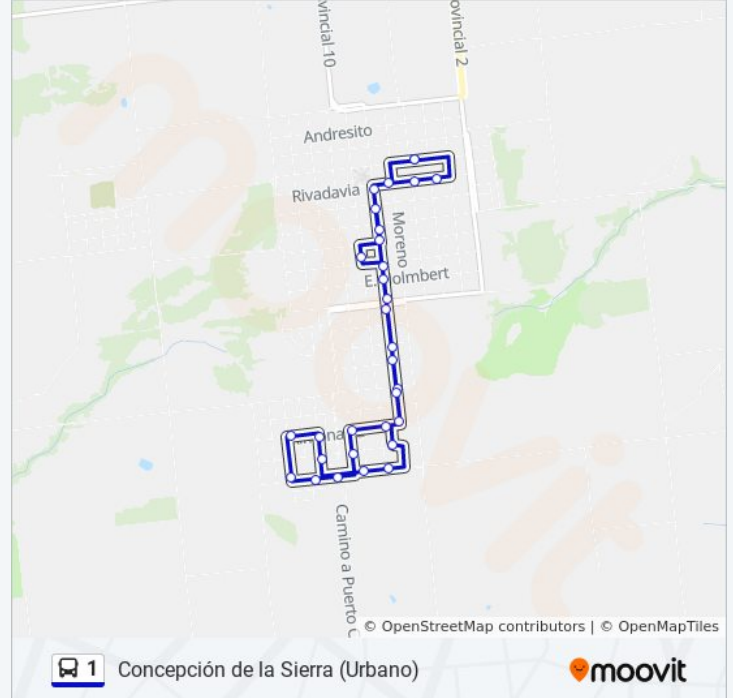 vincial 10
ovincial 2
Andresito
Rivadavia
Moreno
E. Holmbert
Camino a Puerto C
© OpenStreetMap contributors | © OpenMapTiles
1 Concepción de la Sierra (Urbano)
moovit